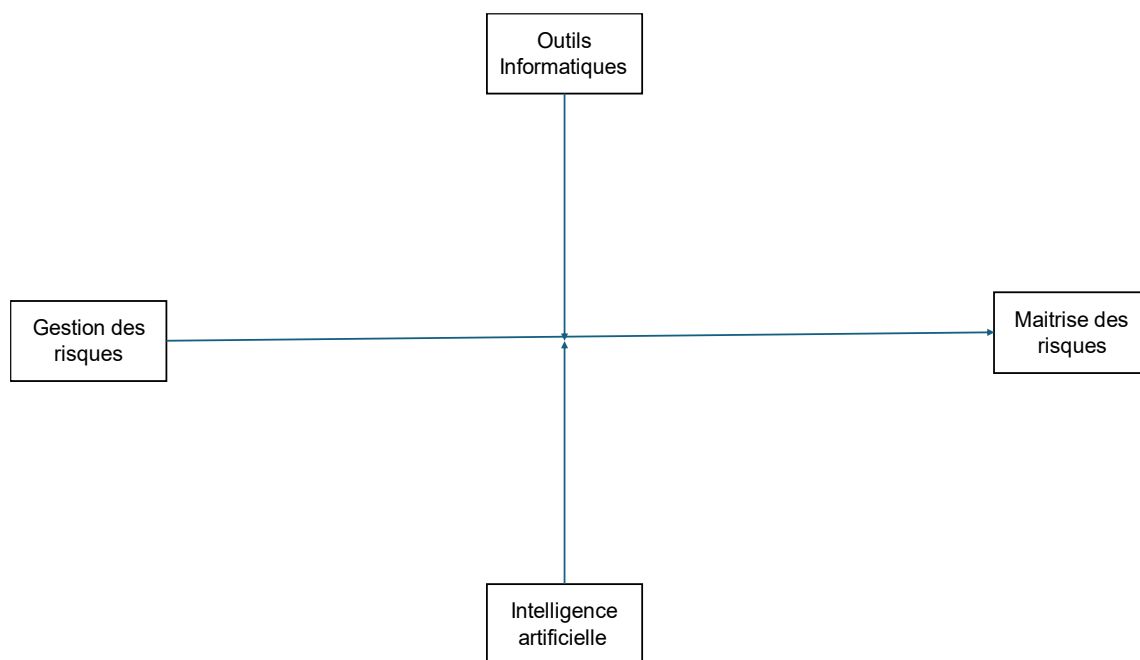 Outils
Informatiques
Gestion des
risques
Maitrise des
risques
Intelligence
artificielle